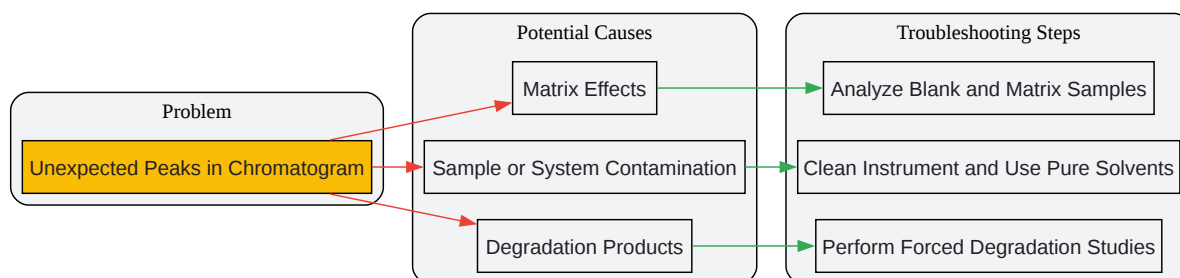 Problem
Unexpected Peaks in Chromatogram
Potential Causes
Matrix Effects
Sample or System Contamination
Degradation Products
Troubleshooting Steps
Analyze Blank and Matrix Samples
Clean Instrument and Use Pure Solvents
Perform Forced Degradation Studies